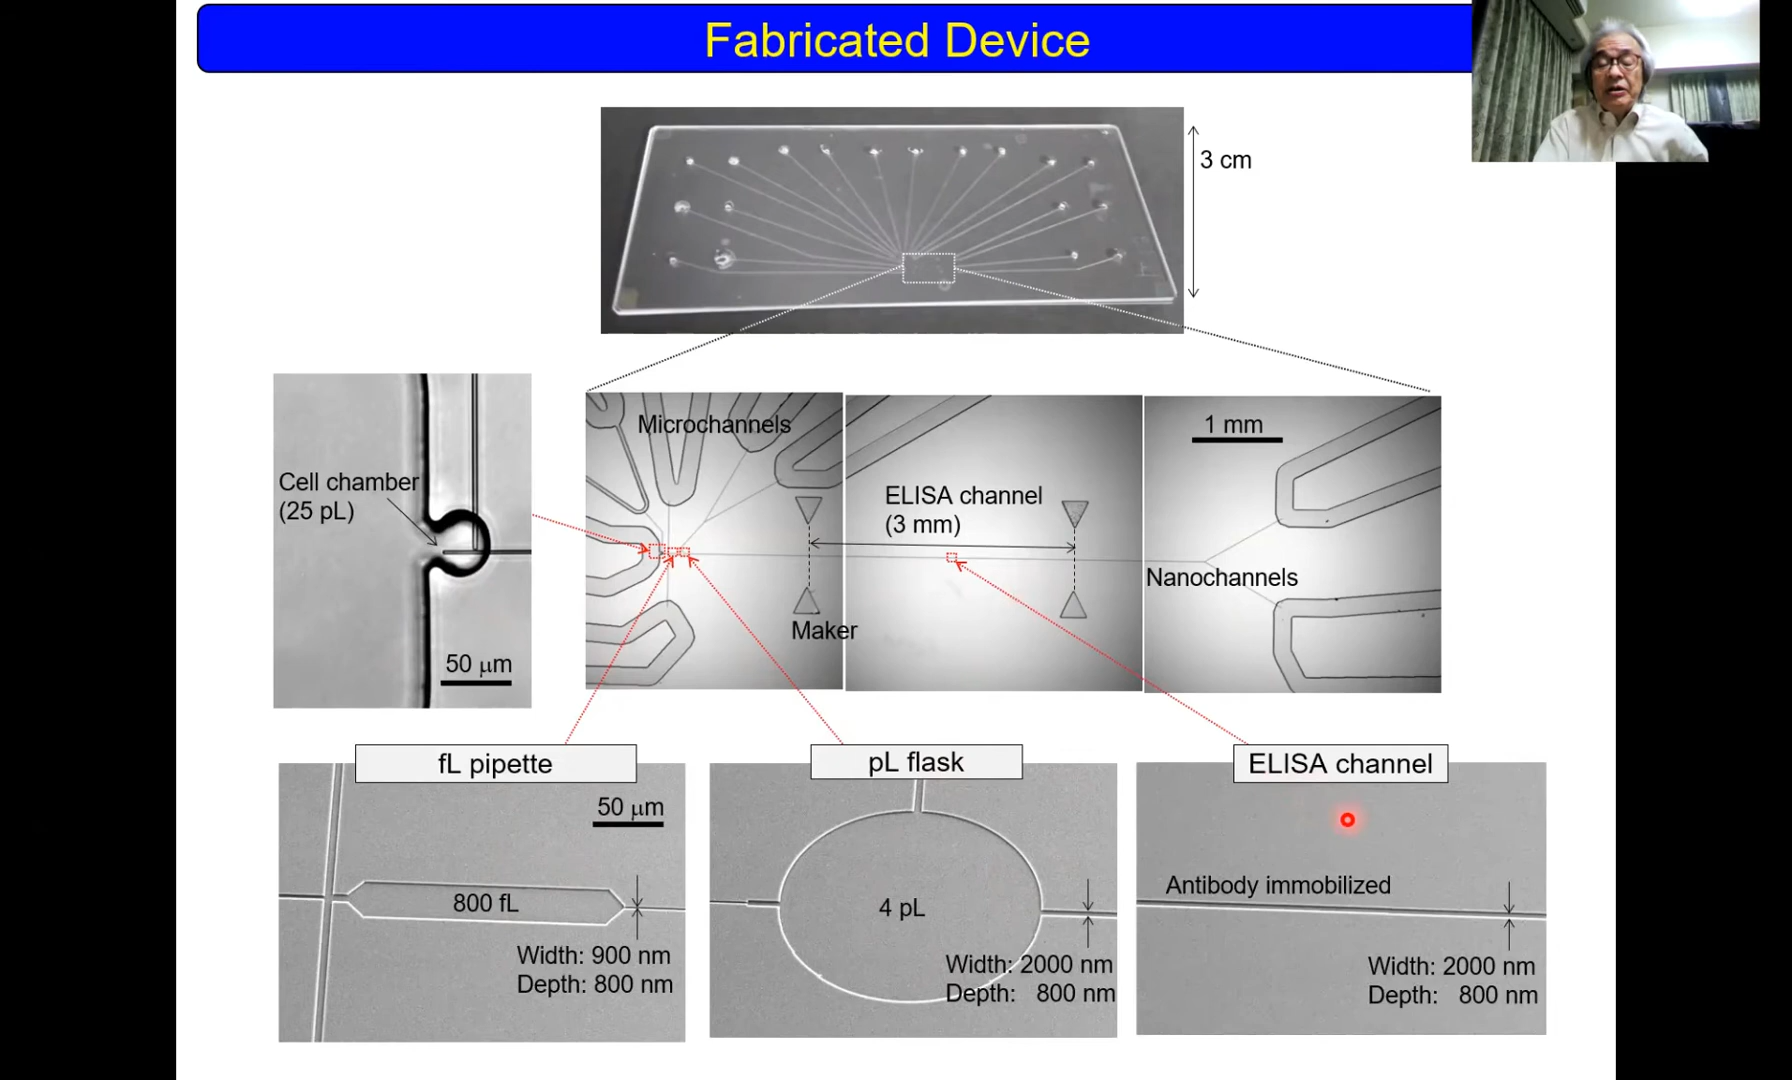 Fabricated Device
3 cm
Cell chamber
(25 pL)
50 μm
Microchannels
ELISA channel
(3 mm)
1 mm
Nanochannels
Maker
fL pipette
50 μm
800 fL
Width: 900 nm
Depth: 800 nm
pL flask
4 pL
Width: 2000 nm
Depth: 800 nm
ELISA channel
Antibody immobilized
Width: 2000 nm
Depth: 800 nm